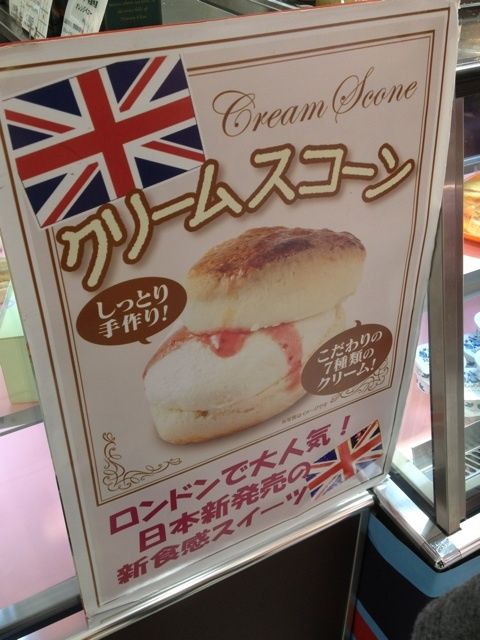 Cream Scone
クリームスコーン
しっとり
手作り!
こだわりの
7種類の
クリーム!
ロンドンで大人気!
日本新発売の
新食感スイーツ